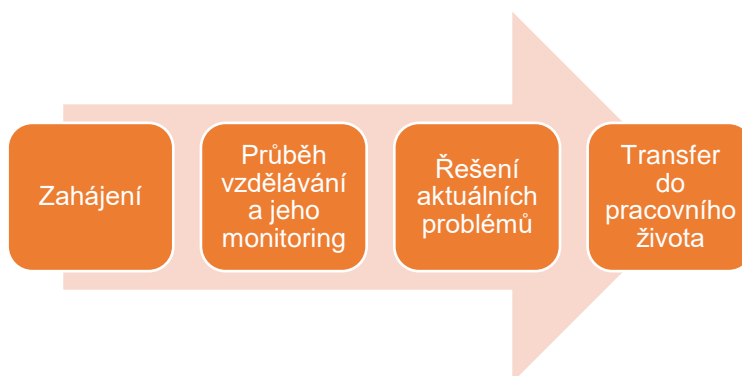 Zahájení
Průběh
vzdělávání
a jeho
monitoring
Řešení
aktuálních
problémů
Transfer
do
pracovního
života